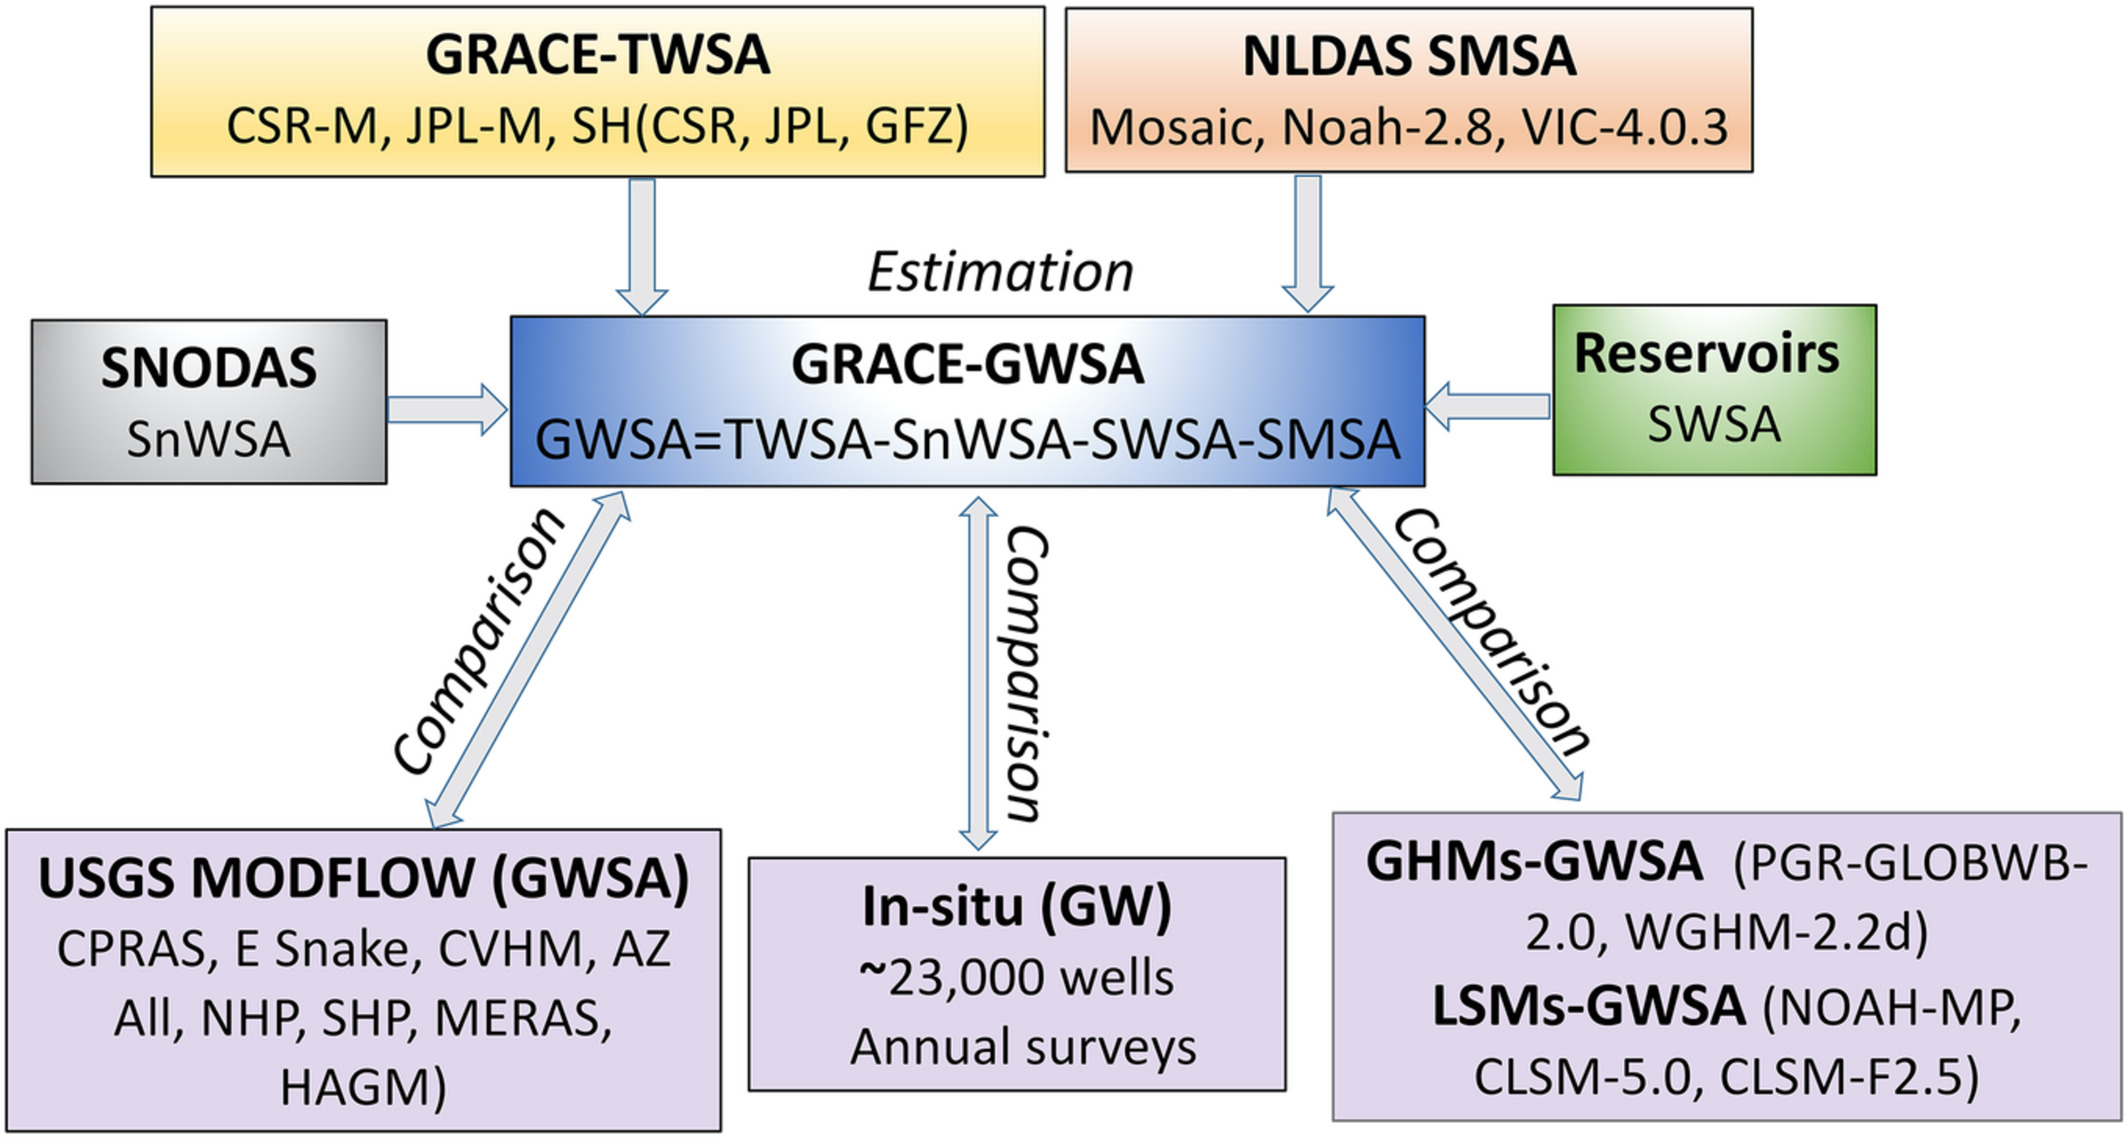 GRACE-TWSA
CSR-M, JPL-M, SH(CSR, JPL, GFZ)
NLDAS SMSA
Mosaic, Noah-2.8, VIC-4.0.3
Estimation
SNODAS
SnWSA
GRACE-GWSA
GWSA=TWSA-SnWSA-SWSA-SMSA
Reservoirs
SWSA
Comparison
Comparison
Comparison
USGS MODFLOW (GWSA)
CPRAS, E Snake, CVHM, AZ
All, NHP, SHP, MERAS,
HAGM)
In-situ (GW)
~23,000 wells
Annual surveys
GHMs-GWSA (PGR-GLOBWB-
2.0, WGHM-2.2d)
LSMs-GWSA (NOAH-MP,
CLSM-5.0, CLSM-F2.5)